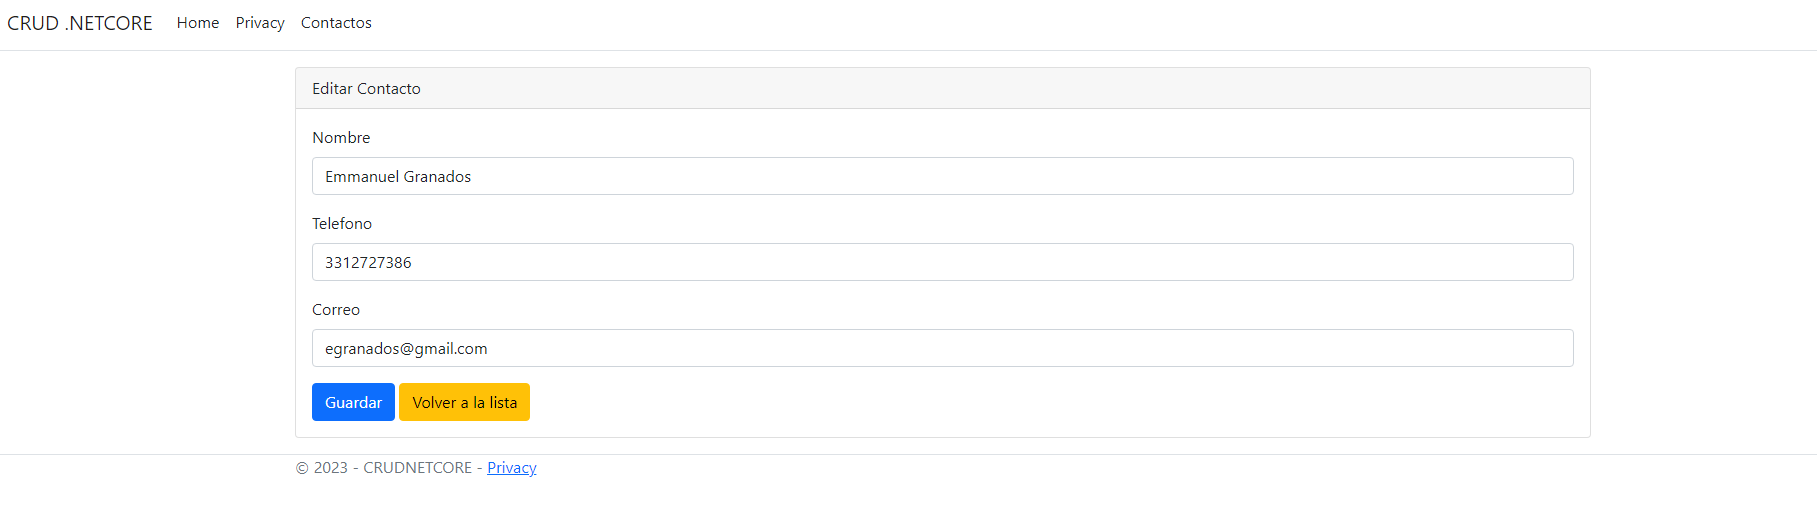 CRUD .NETCORE Home Privacy Contactos
Editar Contacto
Nombre
Emmanuel Granados
Telefono
3312727386
Correo
egranados@gmail.com
Guardar Volver a la lista
© 2023 - CRUDNETCORE - Privacy